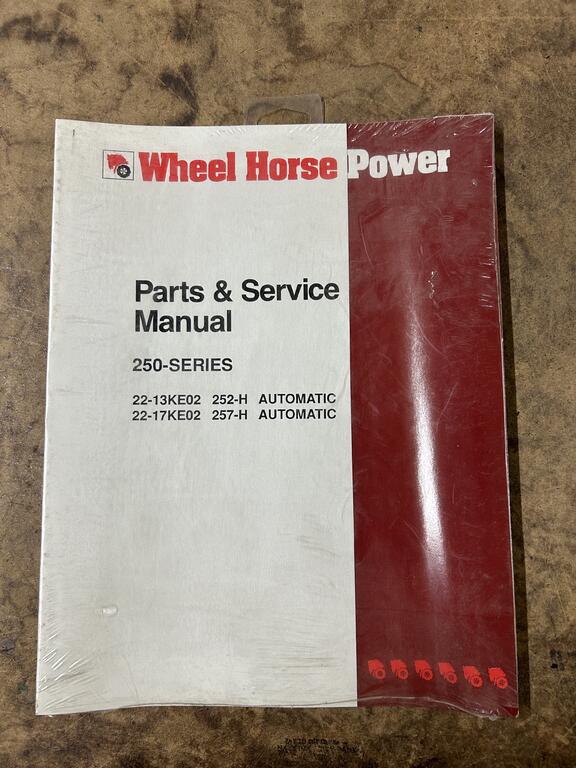 Wheel Horse Power
Parts & Service
Manual
250-SERIES
22-13KE02 252-H AUTOMATIC
22-17KE02 257-H AUTOMATIC